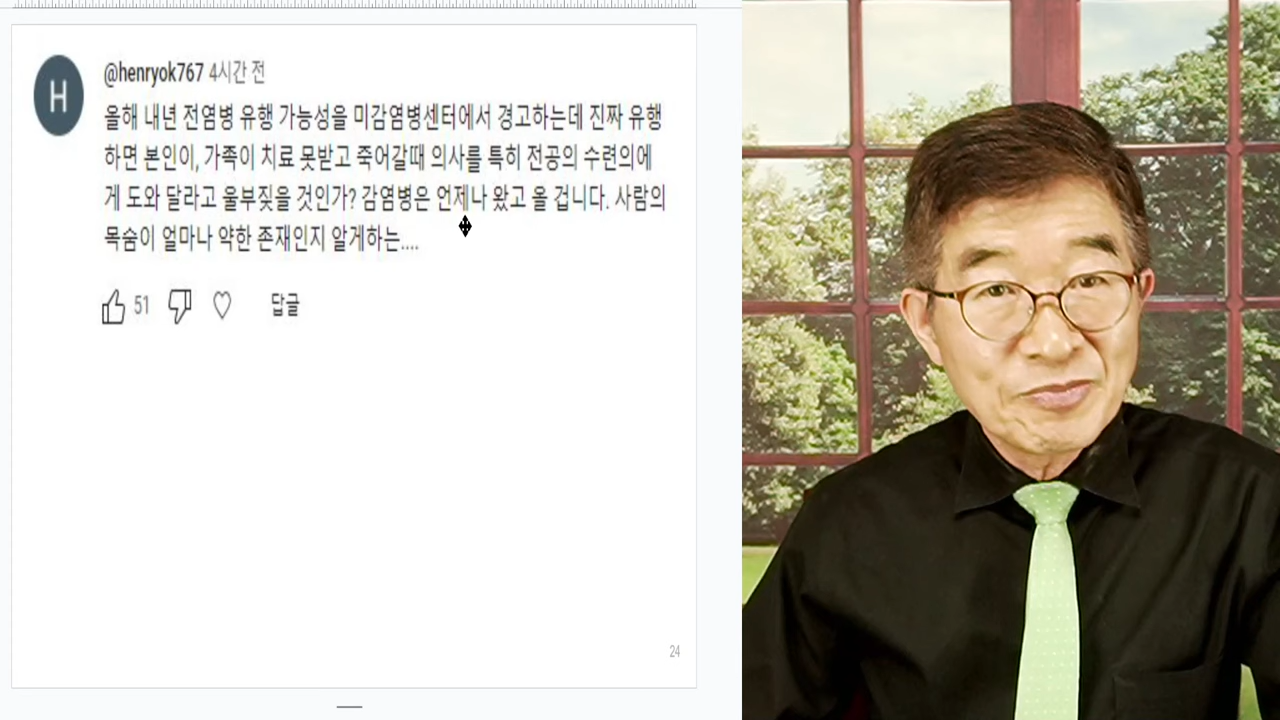 H
@henryok767 4시간 전
올해 내년 전염병 유행 가능성을 미감염병센터에서 경고하는데 진짜 유행
하면 본인이, 가족이 치료 못받고 죽어갈때 의사를 특히 전공의 수련의에
게 도와 달라고 울부짖을 것인가? 감염병은 언제나 왔고 올 겁니다. 사람의
목숨이 얼마나 약한 존재인지 알게하는....
51 답글
24